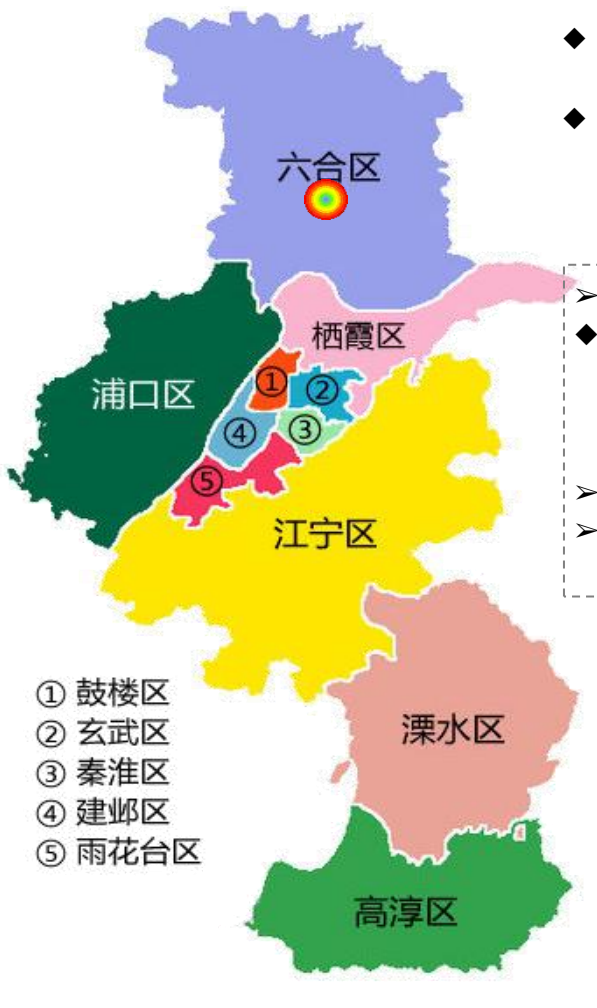 六合区
栖霞区
浦口区
①
②
③
④
⑤
江宁区
溧水区
高淳区
① 鼓楼区
② 玄武区
③ 秦淮区
④ 建邺区
⑤ 雨花台区